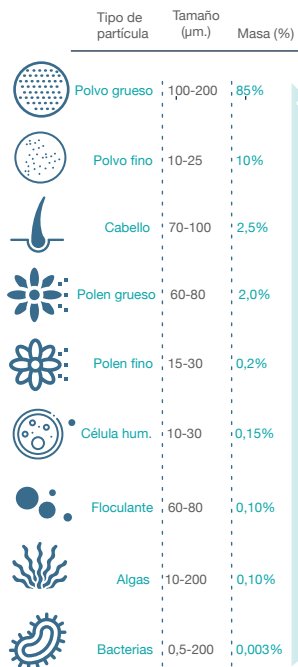 Tipo de partícula Tamaño (µm.) Masa (%)
Polvo grueso 100-200 85%
Polvo fino 10-25 10%
Cabello 70-100 2,5%
Polen grueso 60-80 2,0%
Polen fino 15-30 0,2%
Célula hum. 10-30 0,15%
Floculante 60-80 0,10%
Algas 10-200 0,10%
Bacterias 0,5-200 0,003%